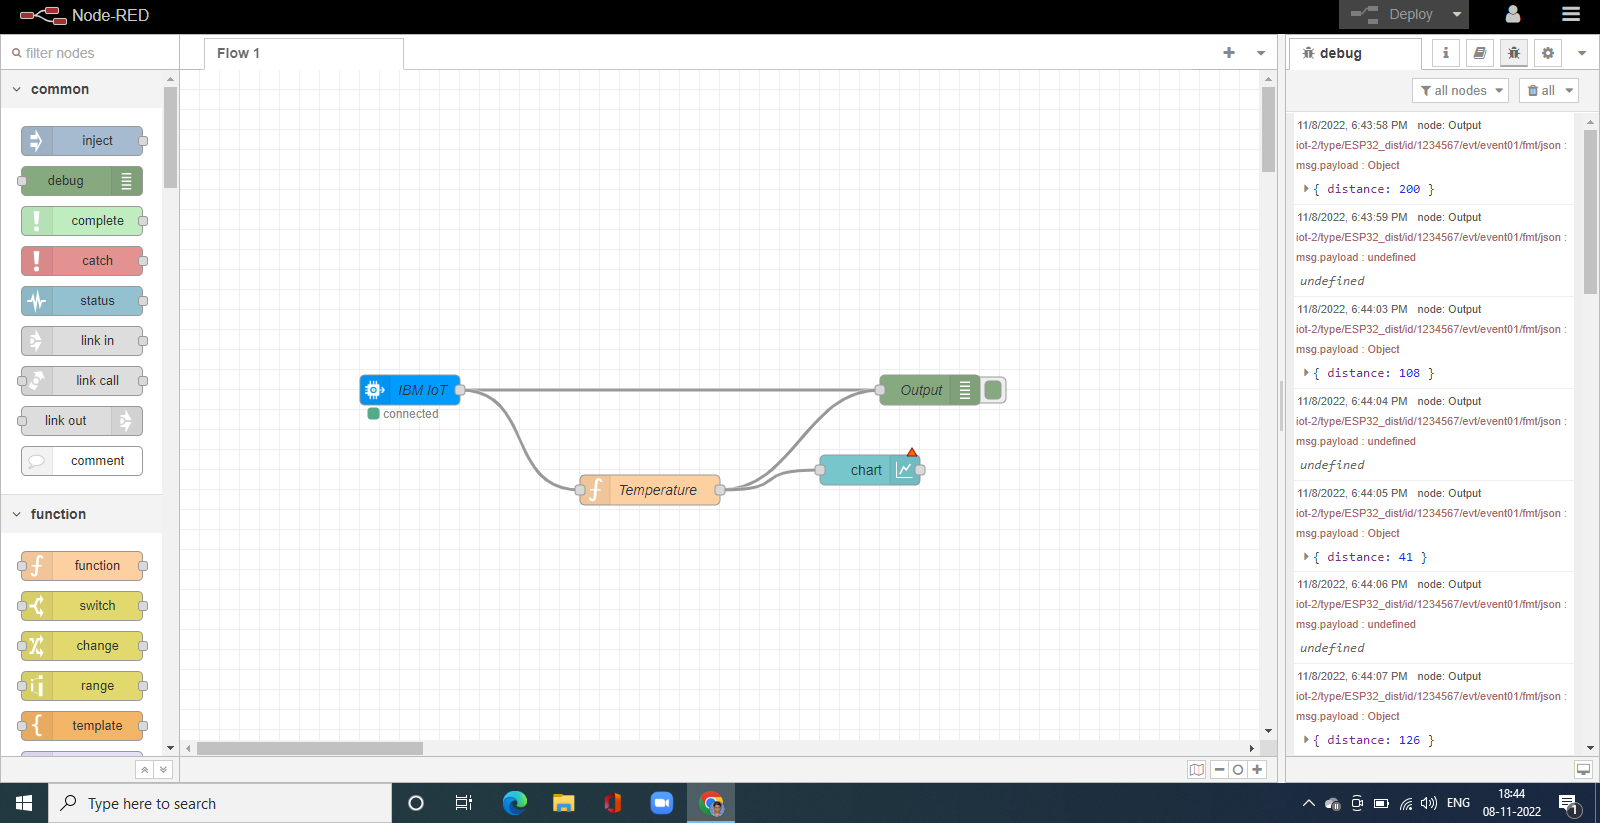 Node-RED
Deploy
filter nodes
Flow 1
debug
all nodes
all
common
inject
debug
complete
catch
status
link in
link call
link out
comment
function
function
switch
change
range
template
IBM IoT
connected
Temperature
Output
chart
11/8/2022, 6:43:58 PM node: Output
iot-2/type/ESP32_dist/id/1234567/evt/event01/fmt/json :
msg.payload : Object
{ distance: 200 }
11/8/2022, 6:43:59 PM node: Output
iot-2/type/ESP32_dist/id/1234567/evt/event01/fmt/json :
msg.payload : undefined
undefined
11/8/2022, 6:44:03 PM node: Output
iot-2/type/ESP32_dist/id/1234567/evt/event01/fmt/json :
msg.payload : Object
{ distance: 108 }
11/8/2022, 6:44:04 PM node: Output
iot-2/type/ESP32_dist/id/1234567/evt/event01/fmt/json :
msg.payload : undefined
undefined
11/8/2022, 6:44:05 PM node: Output
iot-2/type/ESP32_dist/id/1234567/evt/event01/fmt/json :
msg.payload : Object
{ distance: 41 }
11/8/2022, 6:44:06 PM node: Output
iot-2/type/ESP32_dist/id/1234567/evt/event01/fmt/json :
msg.payload : undefined
undefined
11/8/2022, 6:44:07 PM node: Output
iot-2/type/ESP32_dist/id/1234567/evt/event01/fmt/json :
msg.payload : Object
{ distance: 126 }
Type here to search
ENG
18:44
08-11-2022
1